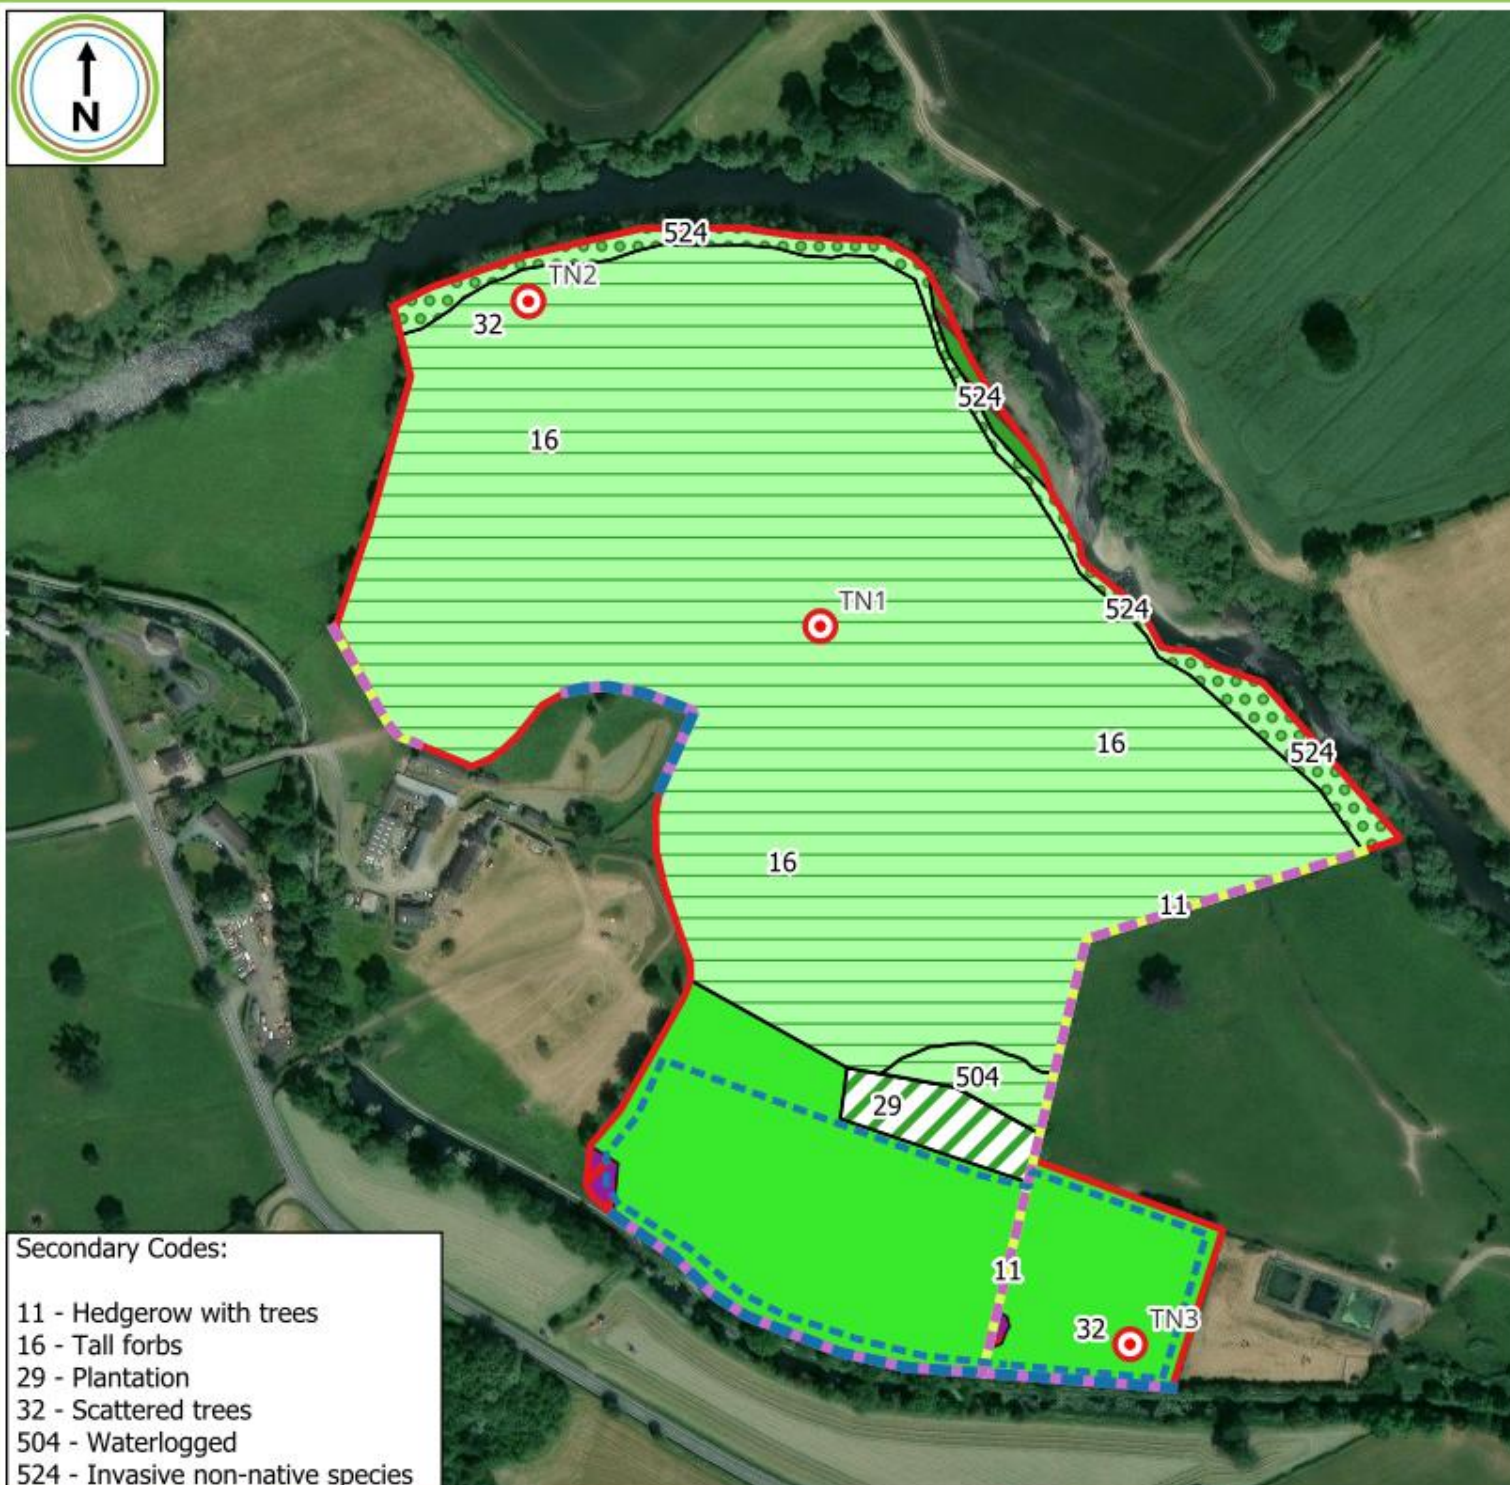 N
524
TN2
32
524
16
TN1
524
16
524
16
11
504
29
11
32
TN3
Secondary Codes:
11 - Hedgerow with trees
16 - Tall forbs
29 - Plantation
32 - Scattered trees
504 - Waterlogged
524 - Invasive non-native species